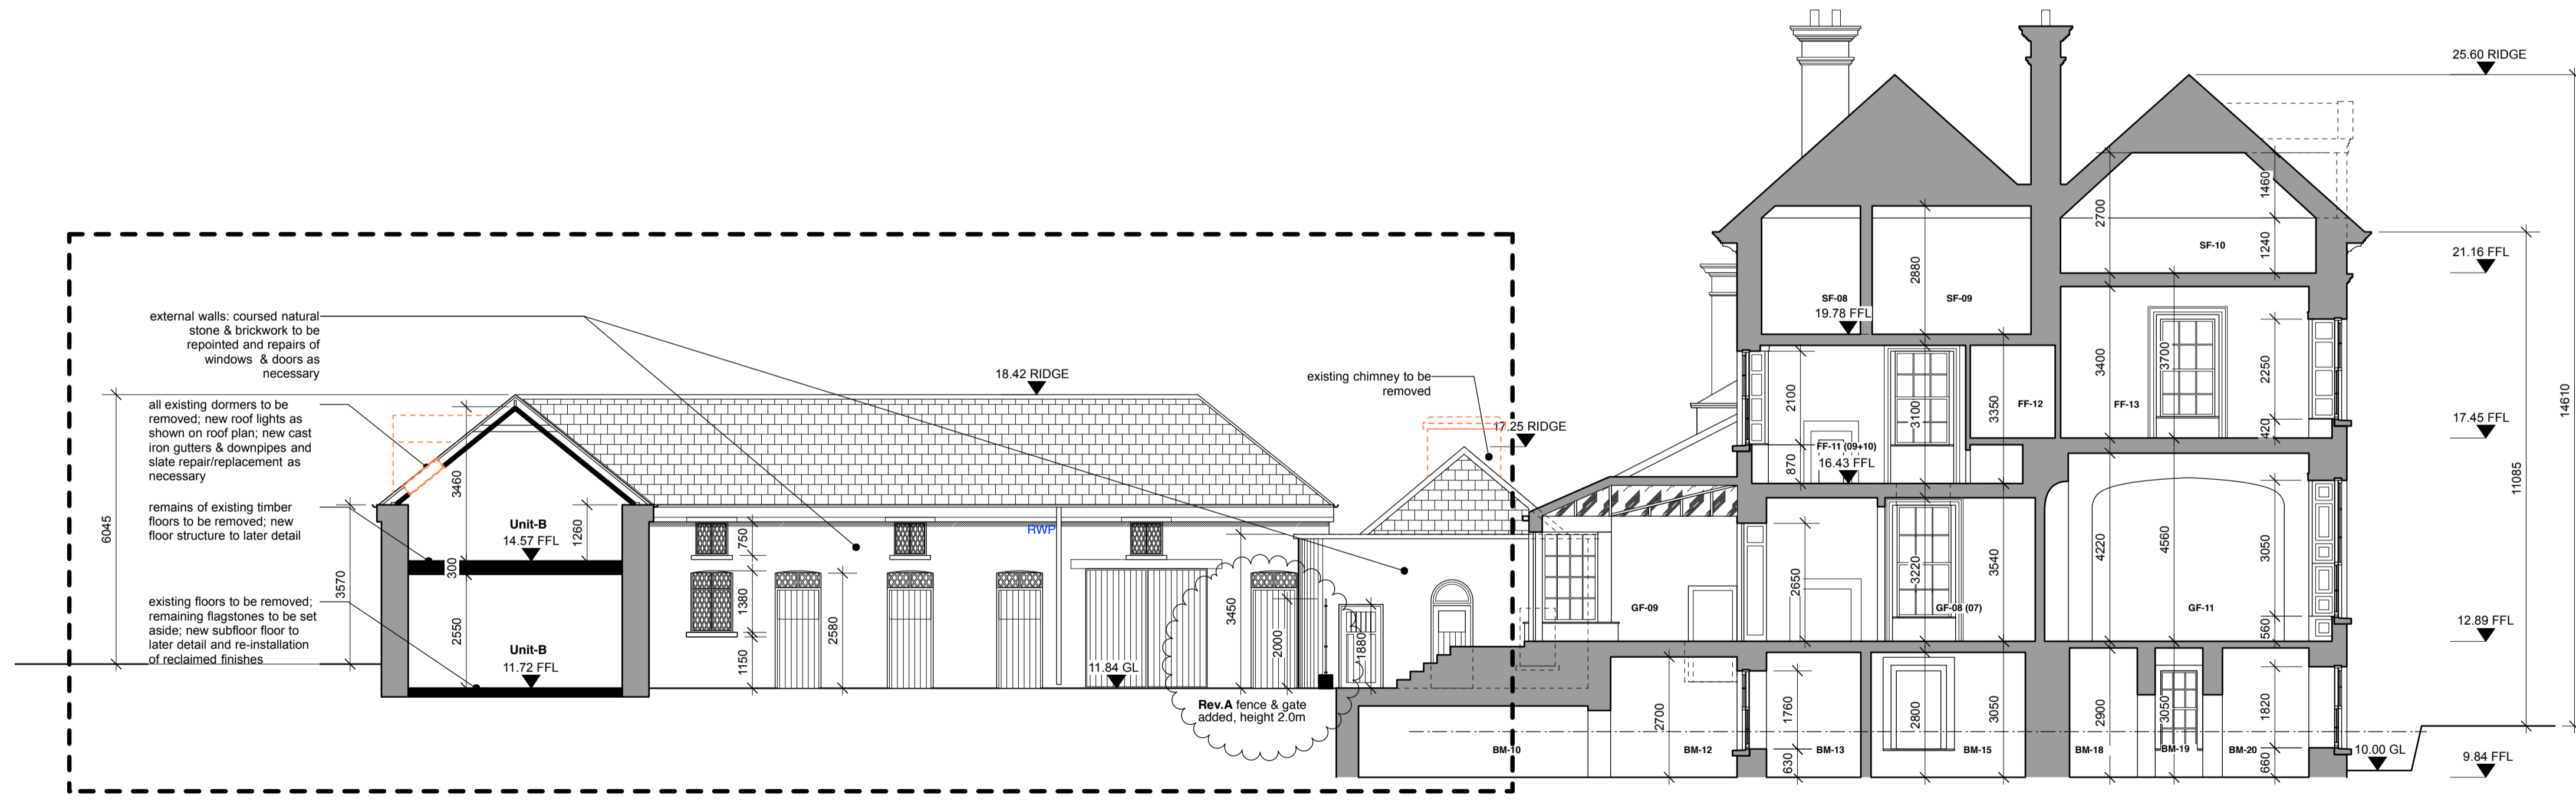 external walls: coursed natural
stone & brickwork to be
repointed and repairs of
windows & doors as
necessary
all existing dormers to be
removed; new roof lights as
shown on roof plan; new cast
iron gutters & downpipes and
slate repair/replacement as
necessary
remains of existing timber
floors to be removed; new
floor structure to later detail
existing floors to be removed;
remaining flagstones to be set
aside; new subfloor floor to
later detail and re-installation
of reclaimed finishes
6045
3570
3460
Unit-B
14.57 FFL
1260
300
2550
Unit-B
11.72 FFL
18.42 RIDGE
RWP
750
1380
1150
2580
11.84 GL
3450
2000
1880
Rev.A fence & gate
added, height 2.0m
existing chimney to be
removed
17.25 RIDGE
SF-08
19.78 FFL
2880
SF-09
2700
1460
1240
SF-10
2100
870
FF-11 (09+10)
16.43 FFL
3100
3350
FF-12
FF-13
3400
3700
2250
420
GF-09
2650
3220
GF-08 (07)
3540
4220
4560
GF-11
3050
560
BM-10
2700
BM-12
1760
630
BM-13
2800
BM-15
3050
2900
BM-18
3050
BM-19
BM-20
1820
660
10.00 GL
25.60 RIDGE
21.16 FFL
17.45 FFL
12.89 FFL
9.84 FFL
11085
14610